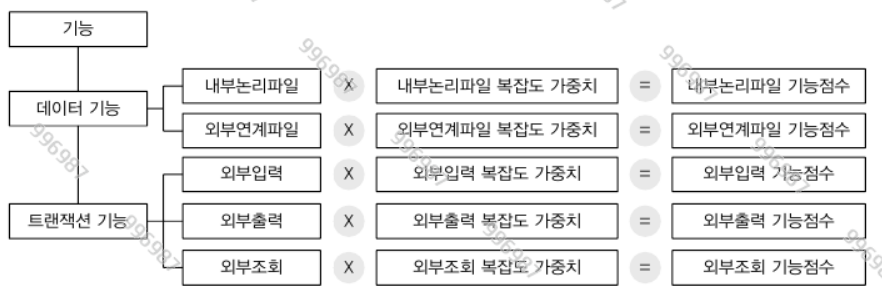 기능
데이터 기능
내부논리파일 X 내부논리파일 복잡도 가중치 = 내부논리파일 기능점수
외부연계파일 X 외부연계파일 복잡도 가중치 = 외부연계파일 기능점수
트랜잭션 기능
외부입력 X 외부입력 복잡도 가중치 = 외부입력 기능점수
외부출력 X 외부출력 복잡도 가중치 = 외부출력 기능점수
외부조회 X 외부조회 복잡도 가중치 = 외부조회 기능점수
996987
996987
996987
996987
996987
996987
996987